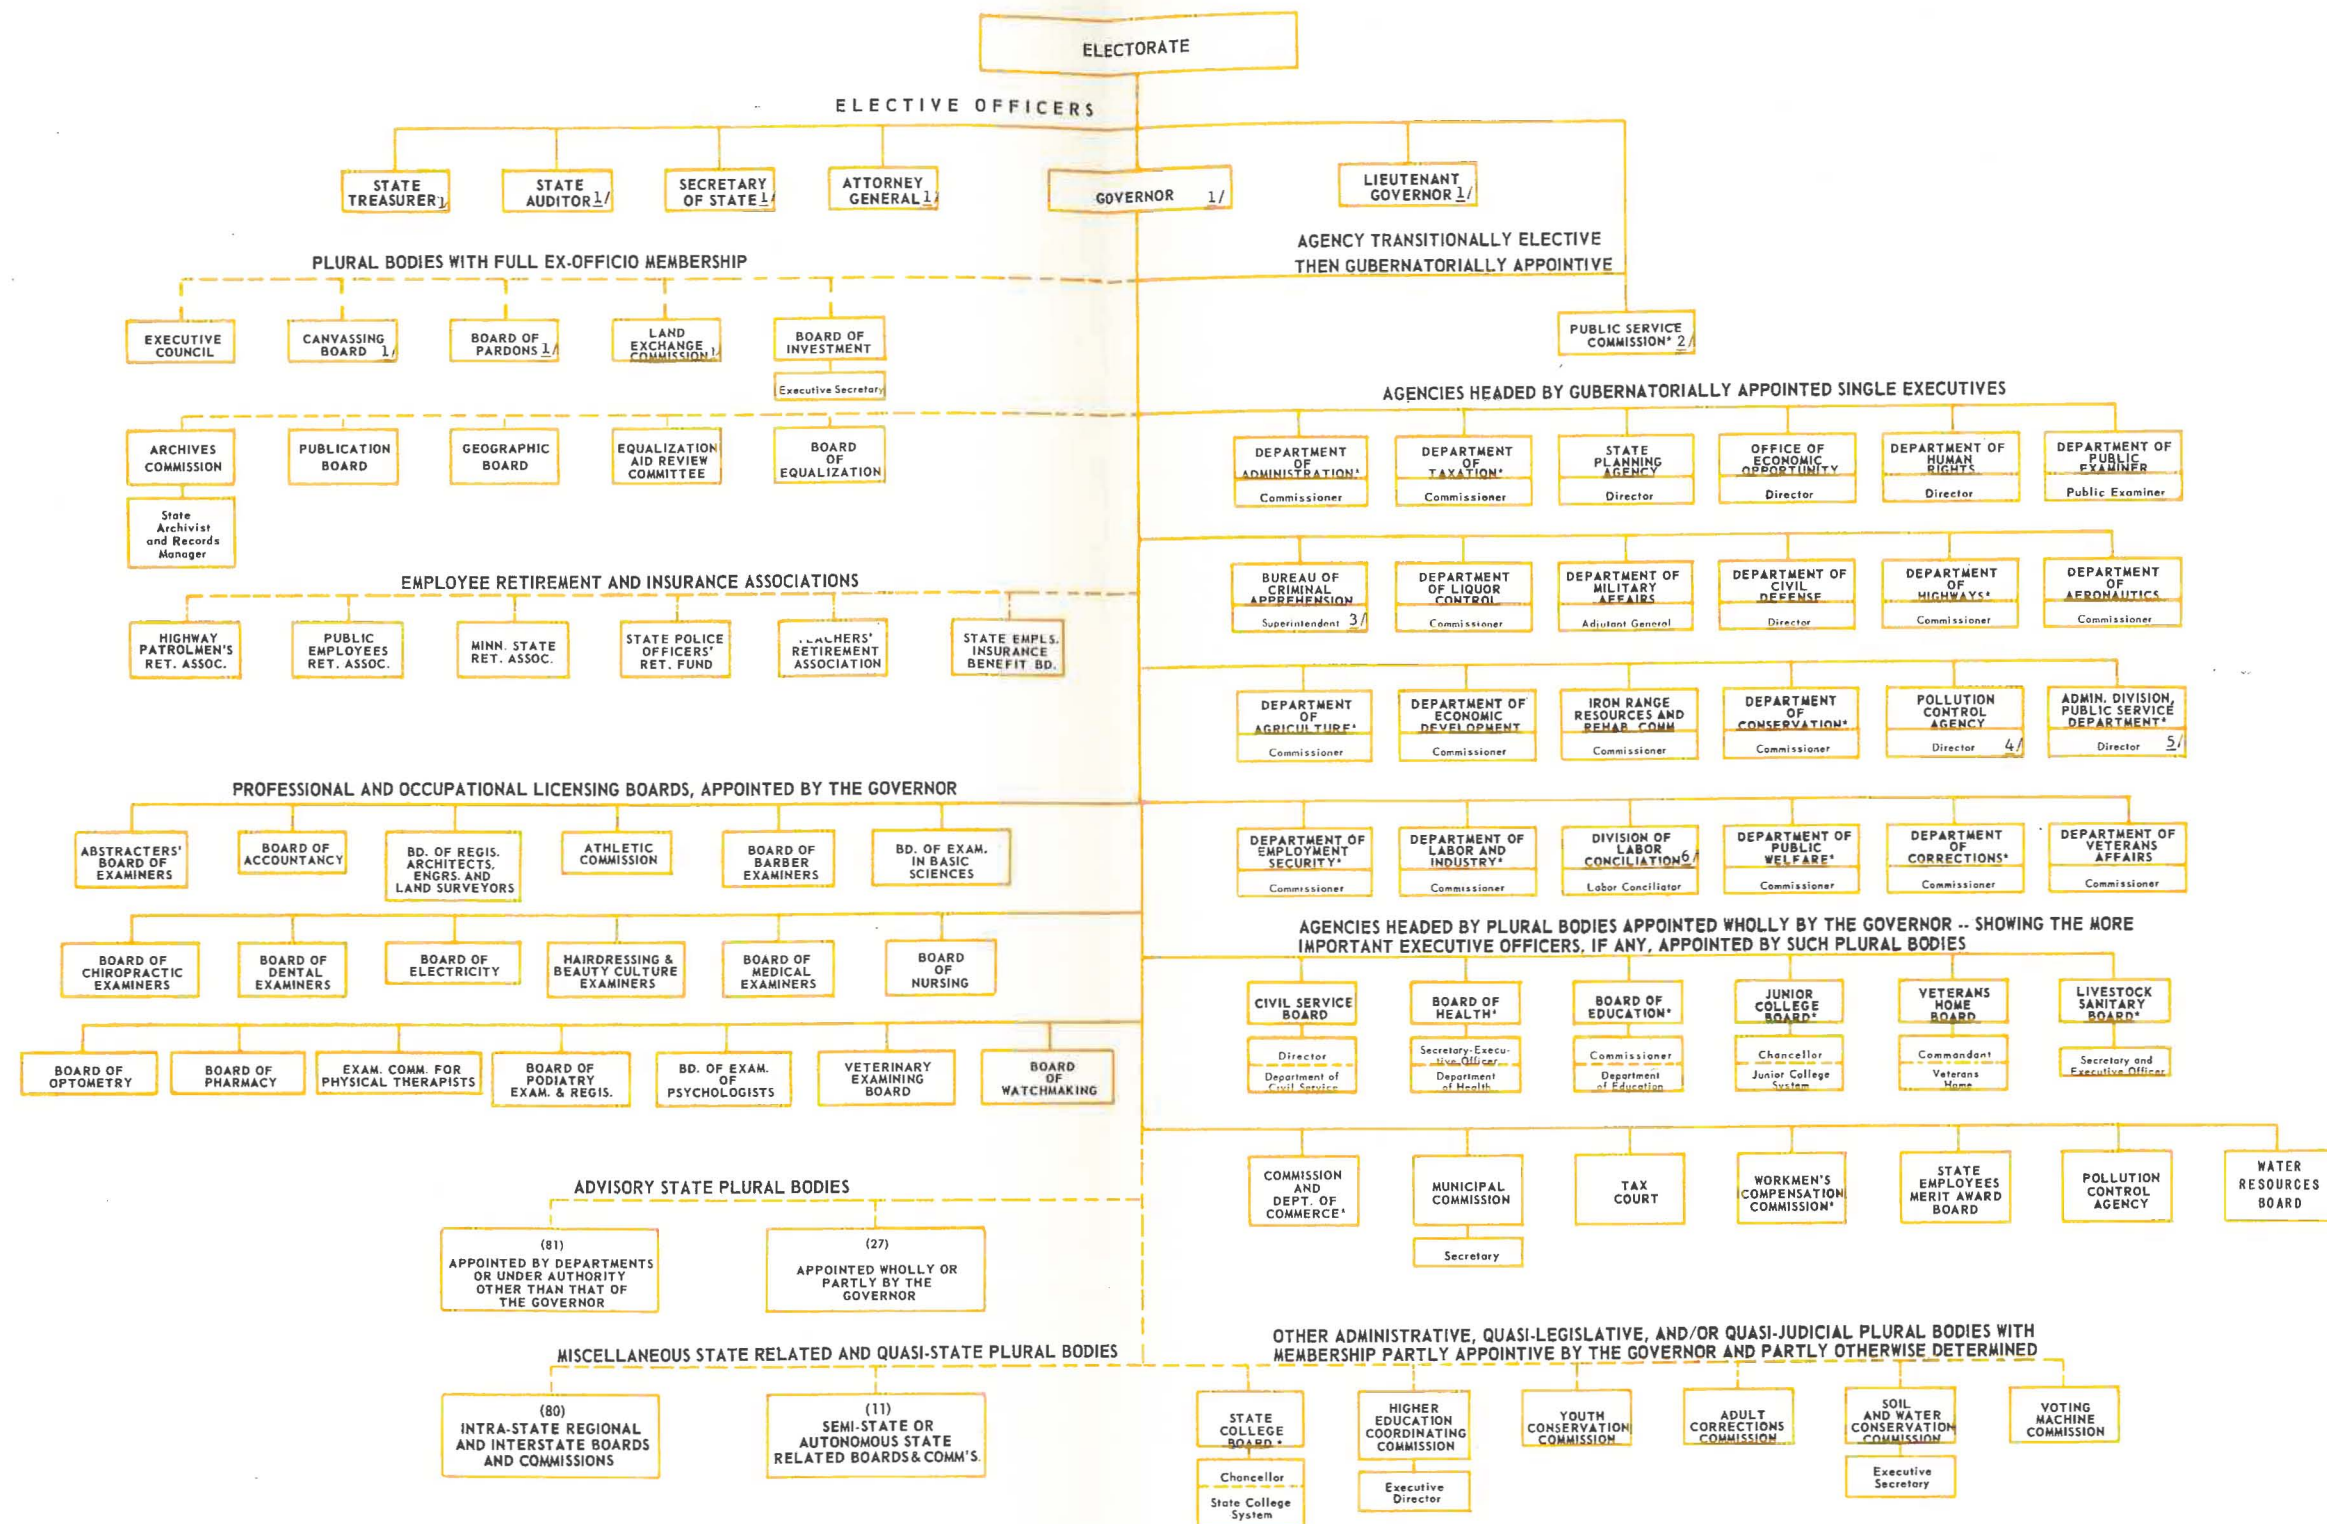 ELECTORATE
ELECTIVE OFFICERS
STATE
TREASURER 1/
STATE
AUDITOR 1/
SECRETARY
OF STATE 1/
ATTORNEY
GENERAL 1/
GOVERNOR 1/
LIEUTENANT
GOVERNOR 1/
AGENCY TRANSITIONALLY ELECTIVE
THEN GUBERNATORIALLY APPOINTIVE
PUBLIC SERVICE
COMMISSION* 2/
PLURAL BODIES WITH FULL EX-OFFICIO MEMBERSHIP
EXECUTIVE
COUNCIL
CANVASSING
BOARD 1/
BOARD OF
PARDONS 1/
LAND
EXCHANGE
COMMISSION 1/
BOARD OF
INVESTMENT
Executive Secretary
ARCHIVES
COMMISSION
State
Archivist
and Records
Manager
PUBLICATION
BOARD
GEOGRAPHIC
BOARD
EQUALIZATION
AID REVIEW
COMMITTEE
BOARD
OF
EQUALIZATION
EMPLOYEE RETIREMENT AND INSURANCE ASSOCIATIONS
HIGHWAY
PATROLMEN'S
RET. ASSOC.
PUBLIC
EMPLOYEES
RET. ASSOC.
MINN. STATE
RET. ASSOC.
STATE POLICE
OFFICERS'
RET. FUND
TEACHERS'
RETIREMENT
ASSOCIATION
STATE EMPLS.
INSURANCE
BENEFIT BD.
PROFESSIONAL AND OCCUPATIONAL LICENSING BOARDS, APPOINTED BY THE GOVERNOR
ABSTRACTERS'
BOARD OF
EXAMINERS
BOARD OF
ACCOUNTANCY
BD. OF REGIS.
ARCHITECTS,
ENGRS. AND
LAND SURVEYORS
ATHLETIC
COMMISSION
BOARD OF
BARBER
EXAMINERS
BD. OF EXAM.
IN BASIC
SCIENCES
BOARD OF
CHIROPRACTIC
EXAMINERS
BOARD OF
DENTAL
EXAMINERS
BOARD OF
ELECTRICITY
HAIRDRESSING &
BEAUTY CULTURE
EXAMINERS
BOARD OF
MEDICAL
EXAMINERS
BOARD
OF
NURSING
BOARD OF
OPTOMETRY
BOARD OF
PHARMACY
EXAM. COMM. FOR
PHYSICAL THERAPISTS
BOARD OF
PODIATRY
EXAM. & REGIS.
BD. OF EXAM.
OF
PSYCHOLOGISTS
VETERINARY
EXAMINING
BOARD
BOARD
OF
WATCHMAKING
ADVISORY STATE PLURAL BODIES
(81)
APPOINTED BY DEPARTMENTS
OR UNDER AUTHORITY
OTHER THAN THAT OF
THE GOVERNOR
(27)
APPOINTED WHOLLY OR
PARTLY BY THE
GOVERNOR
MISCELLANEOUS STATE RELATED AND QUASI-STATE PLURAL BODIES
(80)
INTRA-STATE REGIONAL
AND INTERSTATE BOARDS
AND COMMISSIONS
(11)
SEMI-STATE OR
AUTONOMOUS STATE
RELATED BOARDS & COMM'S.
AGENCIES HEADED BY GUBERNATORIALLY APPOINTED SINGLE EXECUTIVES
DEPARTMENT
OF
ADMINISTRATION*
Commissioner
DEPARTMENT
OF
TAXATION*
Commissioner
STATE
PLANNING
AGENCY
Director
OFFICE OF
ECONOMIC
OPPORTUNITY
Director
DEPARTMENT OF
HUMAN
RIGHTS
Director
DEPARTMENT OF
PUBLIC
EXAMINER
Public Examiner
BUREAU OF
CRIMINAL
APPREHENSION
Superintendent 3/
DEPARTMENT
OF LIQUOR
CONTROL
Commissioner
DEPARTMENT OF
MILITARY
AFFAIRS
Adjutant General
DEPARTMENT OF
CIVIL
DEFENSE
Director
DEPARTMENT
OF
HIGHWAYS*
Commissioner
DEPARTMENT
OF
AERONAUTICS
Commissioner
DEPARTMENT
OF
AGRICULTURE*
Commissioner
DEPARTMENT OF
ECONOMIC
DEVELOPMENT
Commissioner
IRON RANGE
RESOURCES AND
REHAB. COMM
Commissioner
DEPARTMENT
OF
CONSERVATION*
Commissioner
POLLUTION
CONTROL
AGENCY
Director 4/
ADMIN. DIVISION,
PUBLIC SERVICE
DEPARTMENT*
Director 5/
DEPARTMENT OF
EMPLOYMENT
SECURITY*
Commissioner
DEPARTMENT OF
LABOR AND
INDUSTRY*
Commissioner
DIVISION OF
LABOR
CONCILIATION 6/
Labor Conciliator
DEPARTMENT OF
PUBLIC
WELFARE*
Commissioner
DEPARTMENT
OF
CORRECTIONS*
Commissioner
DEPARTMENT OF
VETERANS
AFFAIRS
Commissioner
AGENCIES HEADED BY PLURAL BODIES APPOINTED WHOLLY BY THE GOVERNOR -- SHOWING THE MORE
IMPORTANT EXECUTIVE OFFICERS, IF ANY, APPOINTED BY SUCH PLURAL BODIES
CIVIL SERVICE
BOARD
Director
Department of
Civil Service
BOARD OF
HEALTH*
Secretary-Execu-
tive Officer
Department
of Health
BOARD OF
EDUCATION*
Commissioner
Department
of Education
JUNIOR
COLLEGE
BOARD*
Chancellor
Junior College
System
VETERANS
HOME
BOARD
Commandant
Veterans
Home
LIVESTOCK
SANITARY
BOARD*
Secretary and
Executive Officer
COMMISSION
AND
DEPT. OF
COMMERCE*
MUNICIPAL
COMMISSION
Secretary
TAX
COURT
WORKMEN'S
COMPENSATION
COMMISSION*
STATE
EMPLOYEES
MERIT AWARD
BOARD
POLLUTION
CONTROL
AGENCY
WATER
RESOURCES
BOARD
OTHER ADMINISTRATIVE, QUASI-LEGISLATIVE, AND/OR QUASI-JUDICIAL PLURAL BODIES WITH
MEMBERSHIP PARTLY APPOINTIVE BY THE GOVERNOR AND PARTLY OTHERWISE DETERMINED
STATE
COLLEGE
BOARD *
Chancellor
State College
System
HIGHER
EDUCATION
COORDINATING
COMMISSION
Executive
Director
YOUTH
CONSERVATION
COMMISSION
ADULT
CORRECTIONS
COMMISSION
SOIL
AND WATER
CONSERVATION
COMMISSION
Executive
Secretary
VOTING
MACHINE
COMMISSION